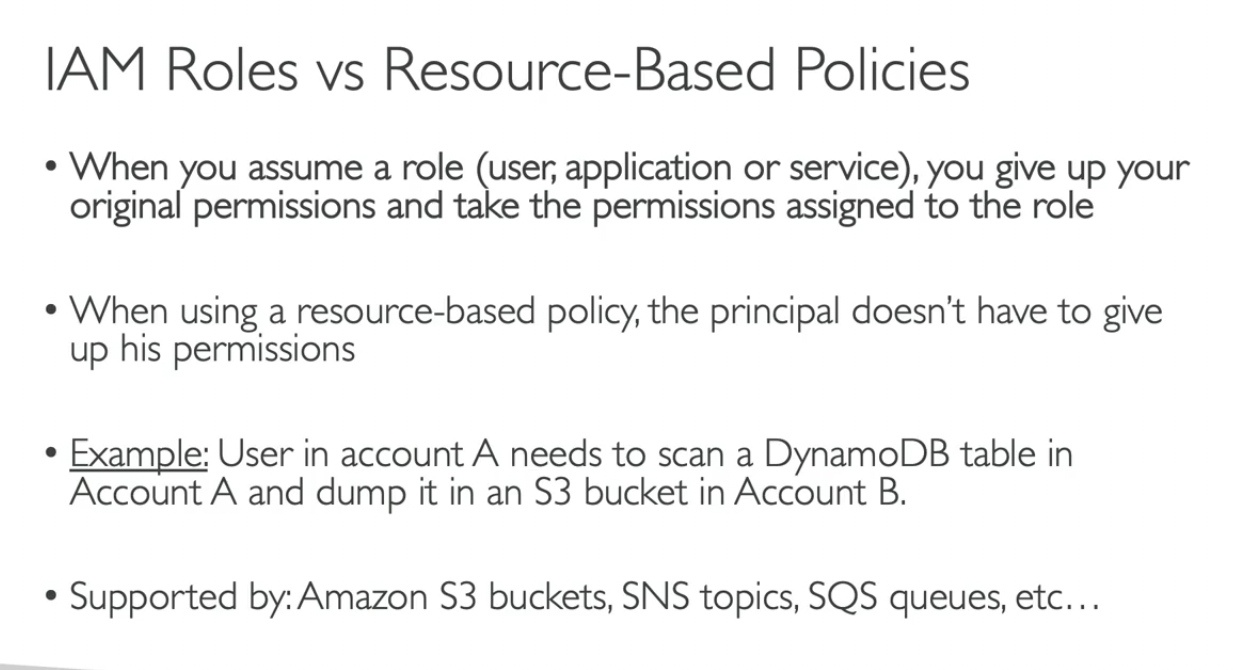 IAM Roles vs Resource-Based Policies
• When you assume a role (user, application or service), you give up your
original permissions and take the permissions assigned to the role
• When using a resource-based policy, the principal doesn't have to give
up his permissions
• Example: User in account A needs to scan a DynamoDB table in
Account A and dump it in an S3 bucket in Account B.
• Supported by: Amazon S3 buckets, SNS topics, SQS queues, etc…